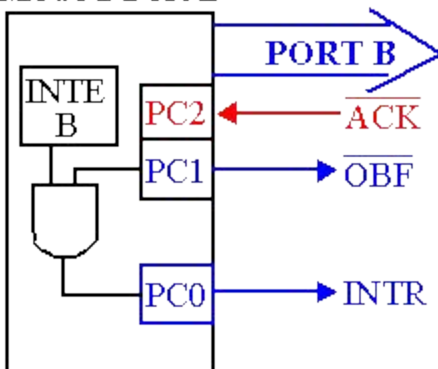 PORT B
INTE
B
PC2
ACK
PC1
OBF
PC0
INTR